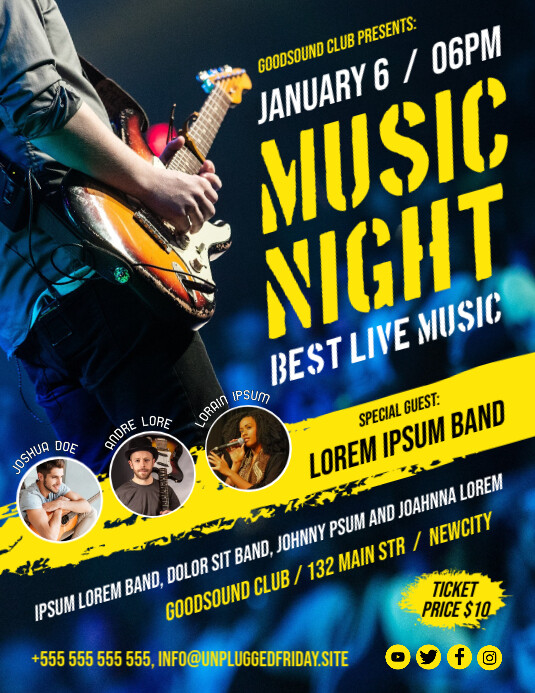 GOODSOUND CLUB PRESENTS:
JANUARY 6 / 06PM
MUSIC
NIGHT
BEST LIVE MUSIC
SPECIAL GUEST:
LOREM IPSUM BAND
JOSHUA DOE
ANDRE LORE
LORAIN IPSUM
IPSUM LOREM BAND, DOLOR SIT BAND, JOHNNY PSUM AND JOAHNNA LOREM
GOODSOUND CLUB / 132 MAIN STR / NEWCITY
TICKET
PRICE $10
+555 555 555 555, INFO@UNPLUGGEDFRIDAY.SITE